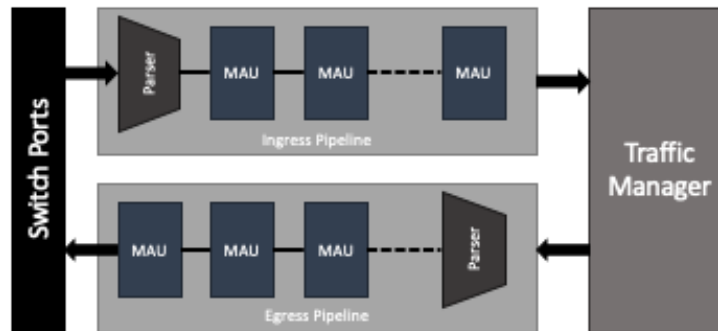 Switch Ports
Parser
MAU
MAU
MAU
Ingress Pipeline
Traffic
Manager
MAU
MAU
MAU
Parser
Egress Pipeline